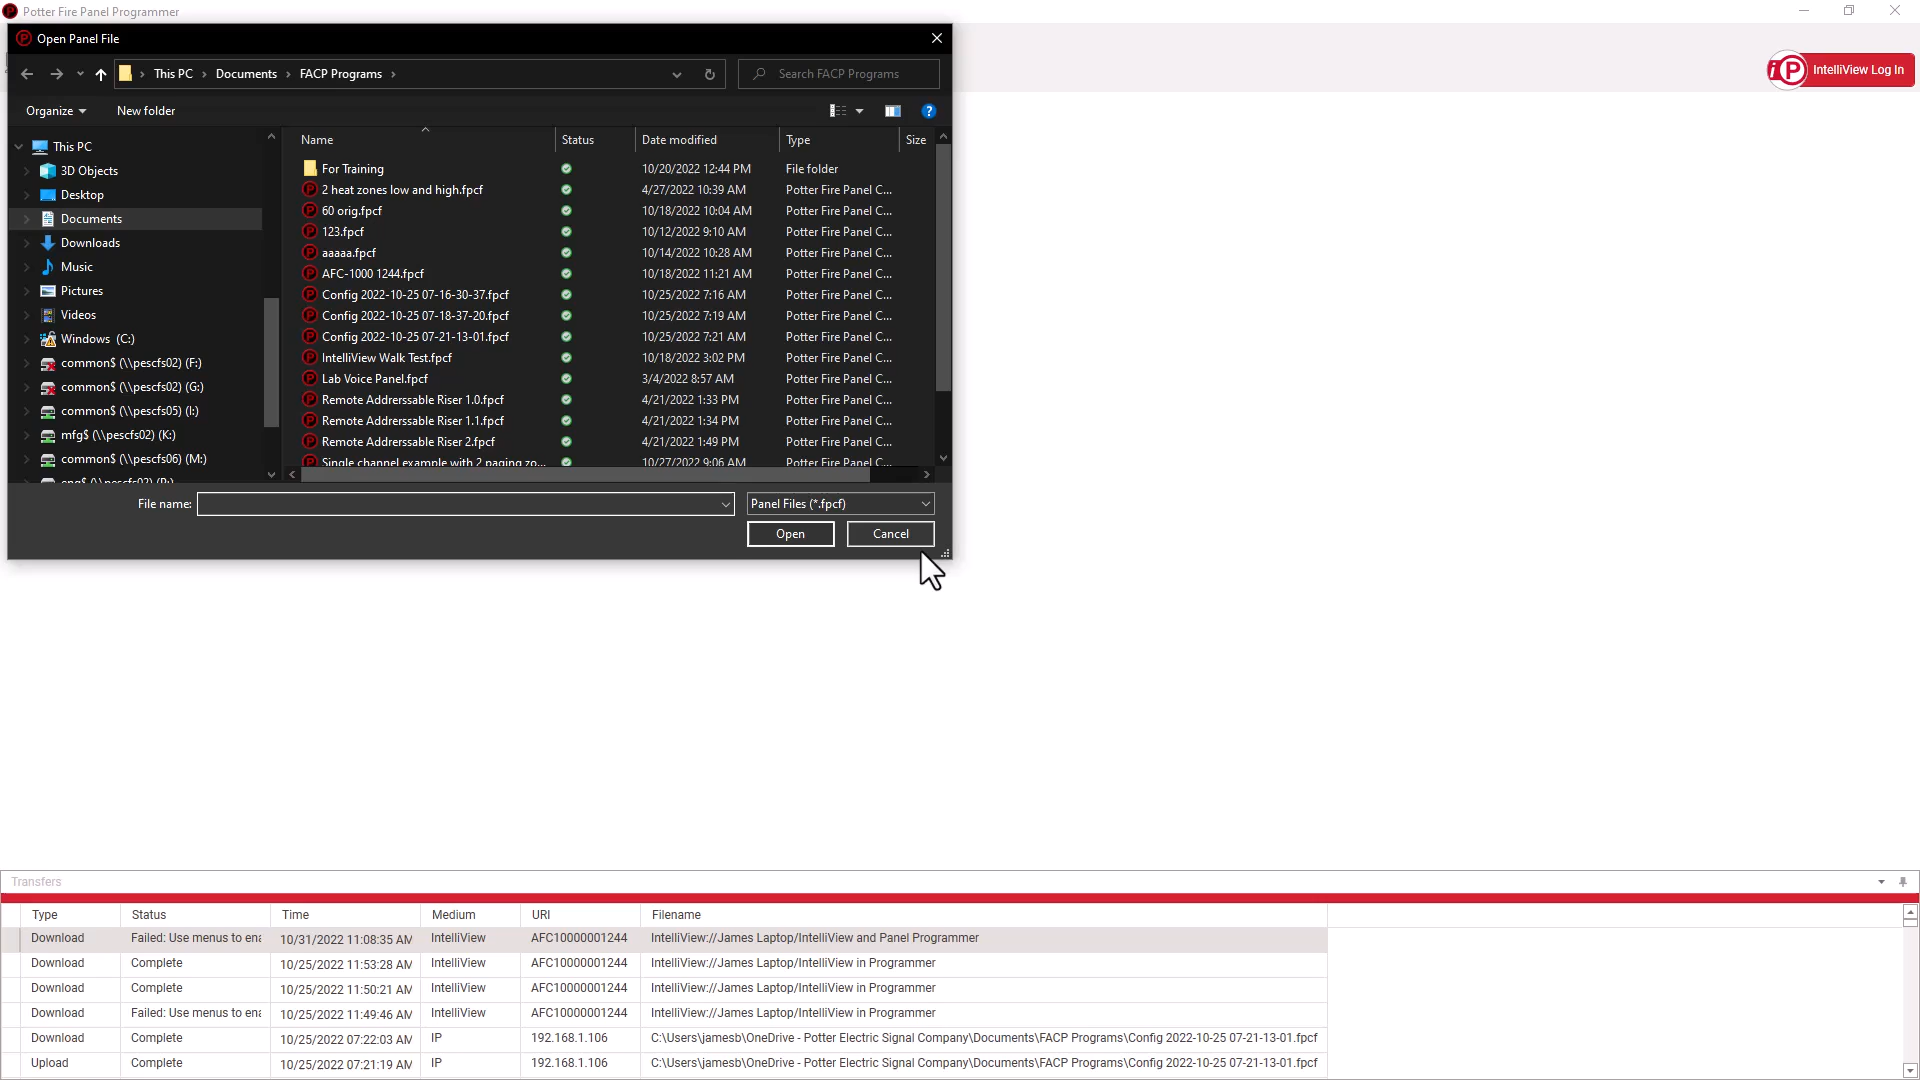 Potter Fire Panel Programmer
Open Panel File
This PC > Documents > FACP Programs >
Search FACP Programs
IntelliView Log In
Organize
New folder
Name Status Date modified Type Size
This PC
3D Objects
Desktop
Documents
Downloads
Music
Pictures
Videos
Windows (C:)
common$ (\\pescfs02) (F:)
common$ (\\pescfs02) (G:)
common$ (\\pescfs05) (I:)
mfg$ (\\pescfs02) (K:)
common$ (\\pescfs06) (M:)
eng$ (\\pescfs02) (P:)
For Training 10/20/2022 12:44 PM File folder
2 heat zones low and high.fpcf 4/27/2022 10:39 AM Potter Fire Panel C...
60 orig.fpcf 10/18/2022 10:04 AM Potter Fire Panel C...
123.fpcf 10/12/2022 9:10 AM Potter Fire Panel C...
aaaaa.fpcf 10/14/2022 10:28 AM Potter Fire Panel C...
AFC-1000 1244.fpcf 10/18/2022 11:21 AM Potter Fire Panel C...
Config 2022-10-25 07-16-30-37.fpcf 10/25/2022 7:16 AM Potter Fire Panel C...
Config 2022-10-25 07-18-37-20.fpcf 10/25/2022 7:19 AM Potter Fire Panel C...
Config 2022-10-25 07-21-13-01.fpcf 10/25/2022 7:21 AM Potter Fire Panel C...
IntelliView Walk Test.fpcf 10/18/2022 3:02 PM Potter Fire Panel C...
Lab Voice Panel.fpcf 3/4/2022 8:57 AM Potter Fire Panel C...
Remote Addrerssable Riser 1.0.fpcf 4/21/2022 1:33 PM Potter Fire Panel C...
Remote Addrerssable Riser 1.1.fpcf 4/21/2022 1:34 PM Potter Fire Panel C...
Remote Addrerssable Riser 2.fpcf 4/21/2022 1:49 PM Potter Fire Panel C...
Single channel example with 2 paging zo... 10/27/2022 9:06 AM Potter Fire Panel C...
File name:
Panel Files (*.fpcf)
Open
Cancel
Transfers
Type Status Time Medium URI Filename
Download Failed: Use menus to ena 10/31/2022 11:08:35 AM IntelliView AFC10000001244 IntelliView://James Laptop/IntelliView and Panel Programmer
Download Complete 10/25/2022 11:53:28 AM IntelliView AFC10000001244 IntelliView://James Laptop/IntelliView in Programmer
Download Complete 10/25/2022 11:50:21 AM IntelliView AFC10000001244 IntelliView://James Laptop/IntelliView in Programmer
Download Failed: Use menus to ena 10/25/2022 11:49:46 AM IntelliView AFC10000001244 IntelliView://James Laptop/IntelliView in Programmer
Download Complete 10/25/2022 07:22:03 AM IP 192.168.1.106 C:\Users\jamesb\OneDrive - Potter Electric Signal Company\Documents\FACP Programs\Config 2022-10-25 07-21-13-01.fpcf
Upload Complete 10/25/2022 07:21:19 AM IP 192.168.1.106 C:\Users\jamesb\OneDrive - Potter Electric Signal Company\Documents\FACP Programs\Config 2022-10-25 07-21-13-01.fpcf